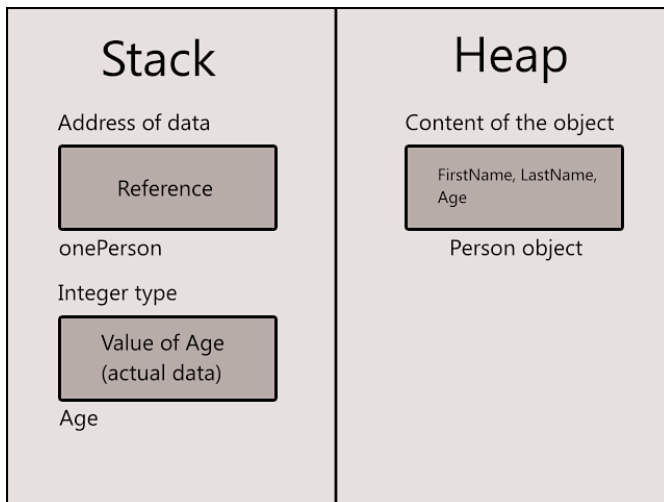 Stack
Address of data
Reference
onePerson
Integer type
Value of Age
(actual data)
Age
Heap
Content of the object
FirstName, LastName,
Age
Person object